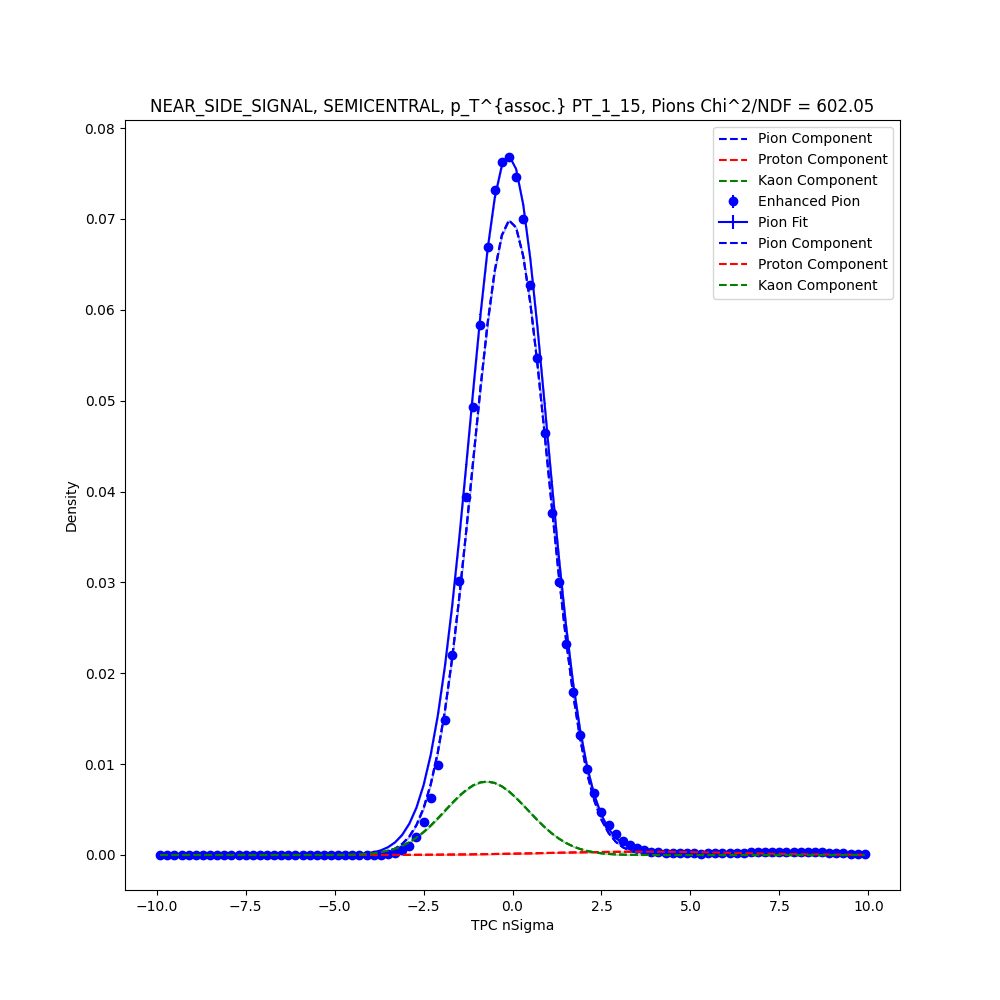 NEAR_SIDE_SIGNAL, SEMICENTRAL, p_T^{assoc.} PT_1_15, Pions Chi^2/NDF = 602.05
Pion Component
Proton Component
Kaon Component
Enhanced Pion
Pion Fit
Pion Component
Proton Component
Kaon Component
0.08
0.07
0.06
0.05
0.04
0.03
0.02
0.01
0.00
Density
−10.0 −7.5 −5.0 −2.5 0.0 2.5 5.0 7.5 10.0
TPC nSigma